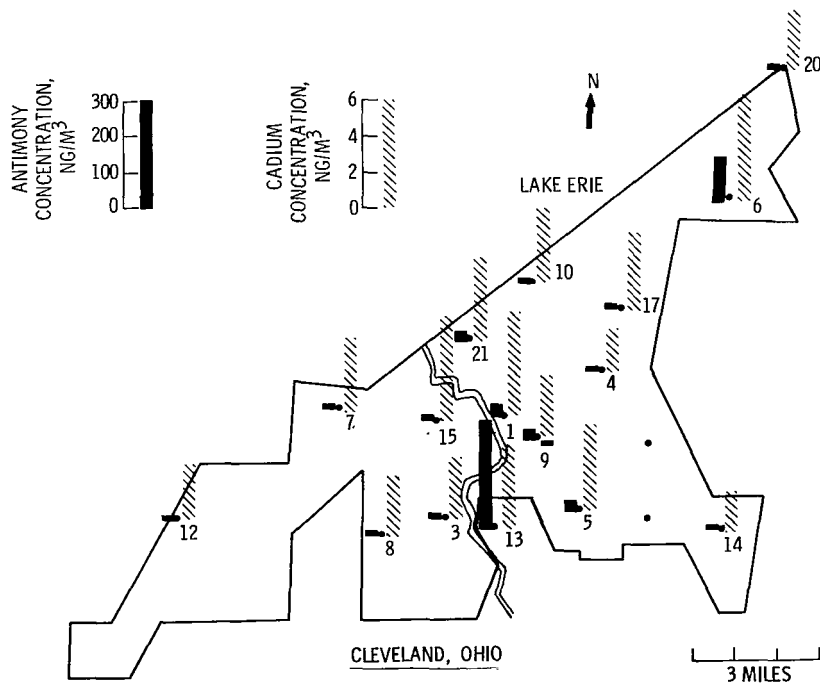 ANTIMONY
CONCENTRATION,
NG/M³
300
200
100
0
CADIUM
CONCENTRATION,
NG/M³
6
4
2
0
N
LAKE ERIE
20
6
10
17
21
4
7
15
1
9
12
8
3
13
5
14
CLEVELAND, OHIO
3 MILES